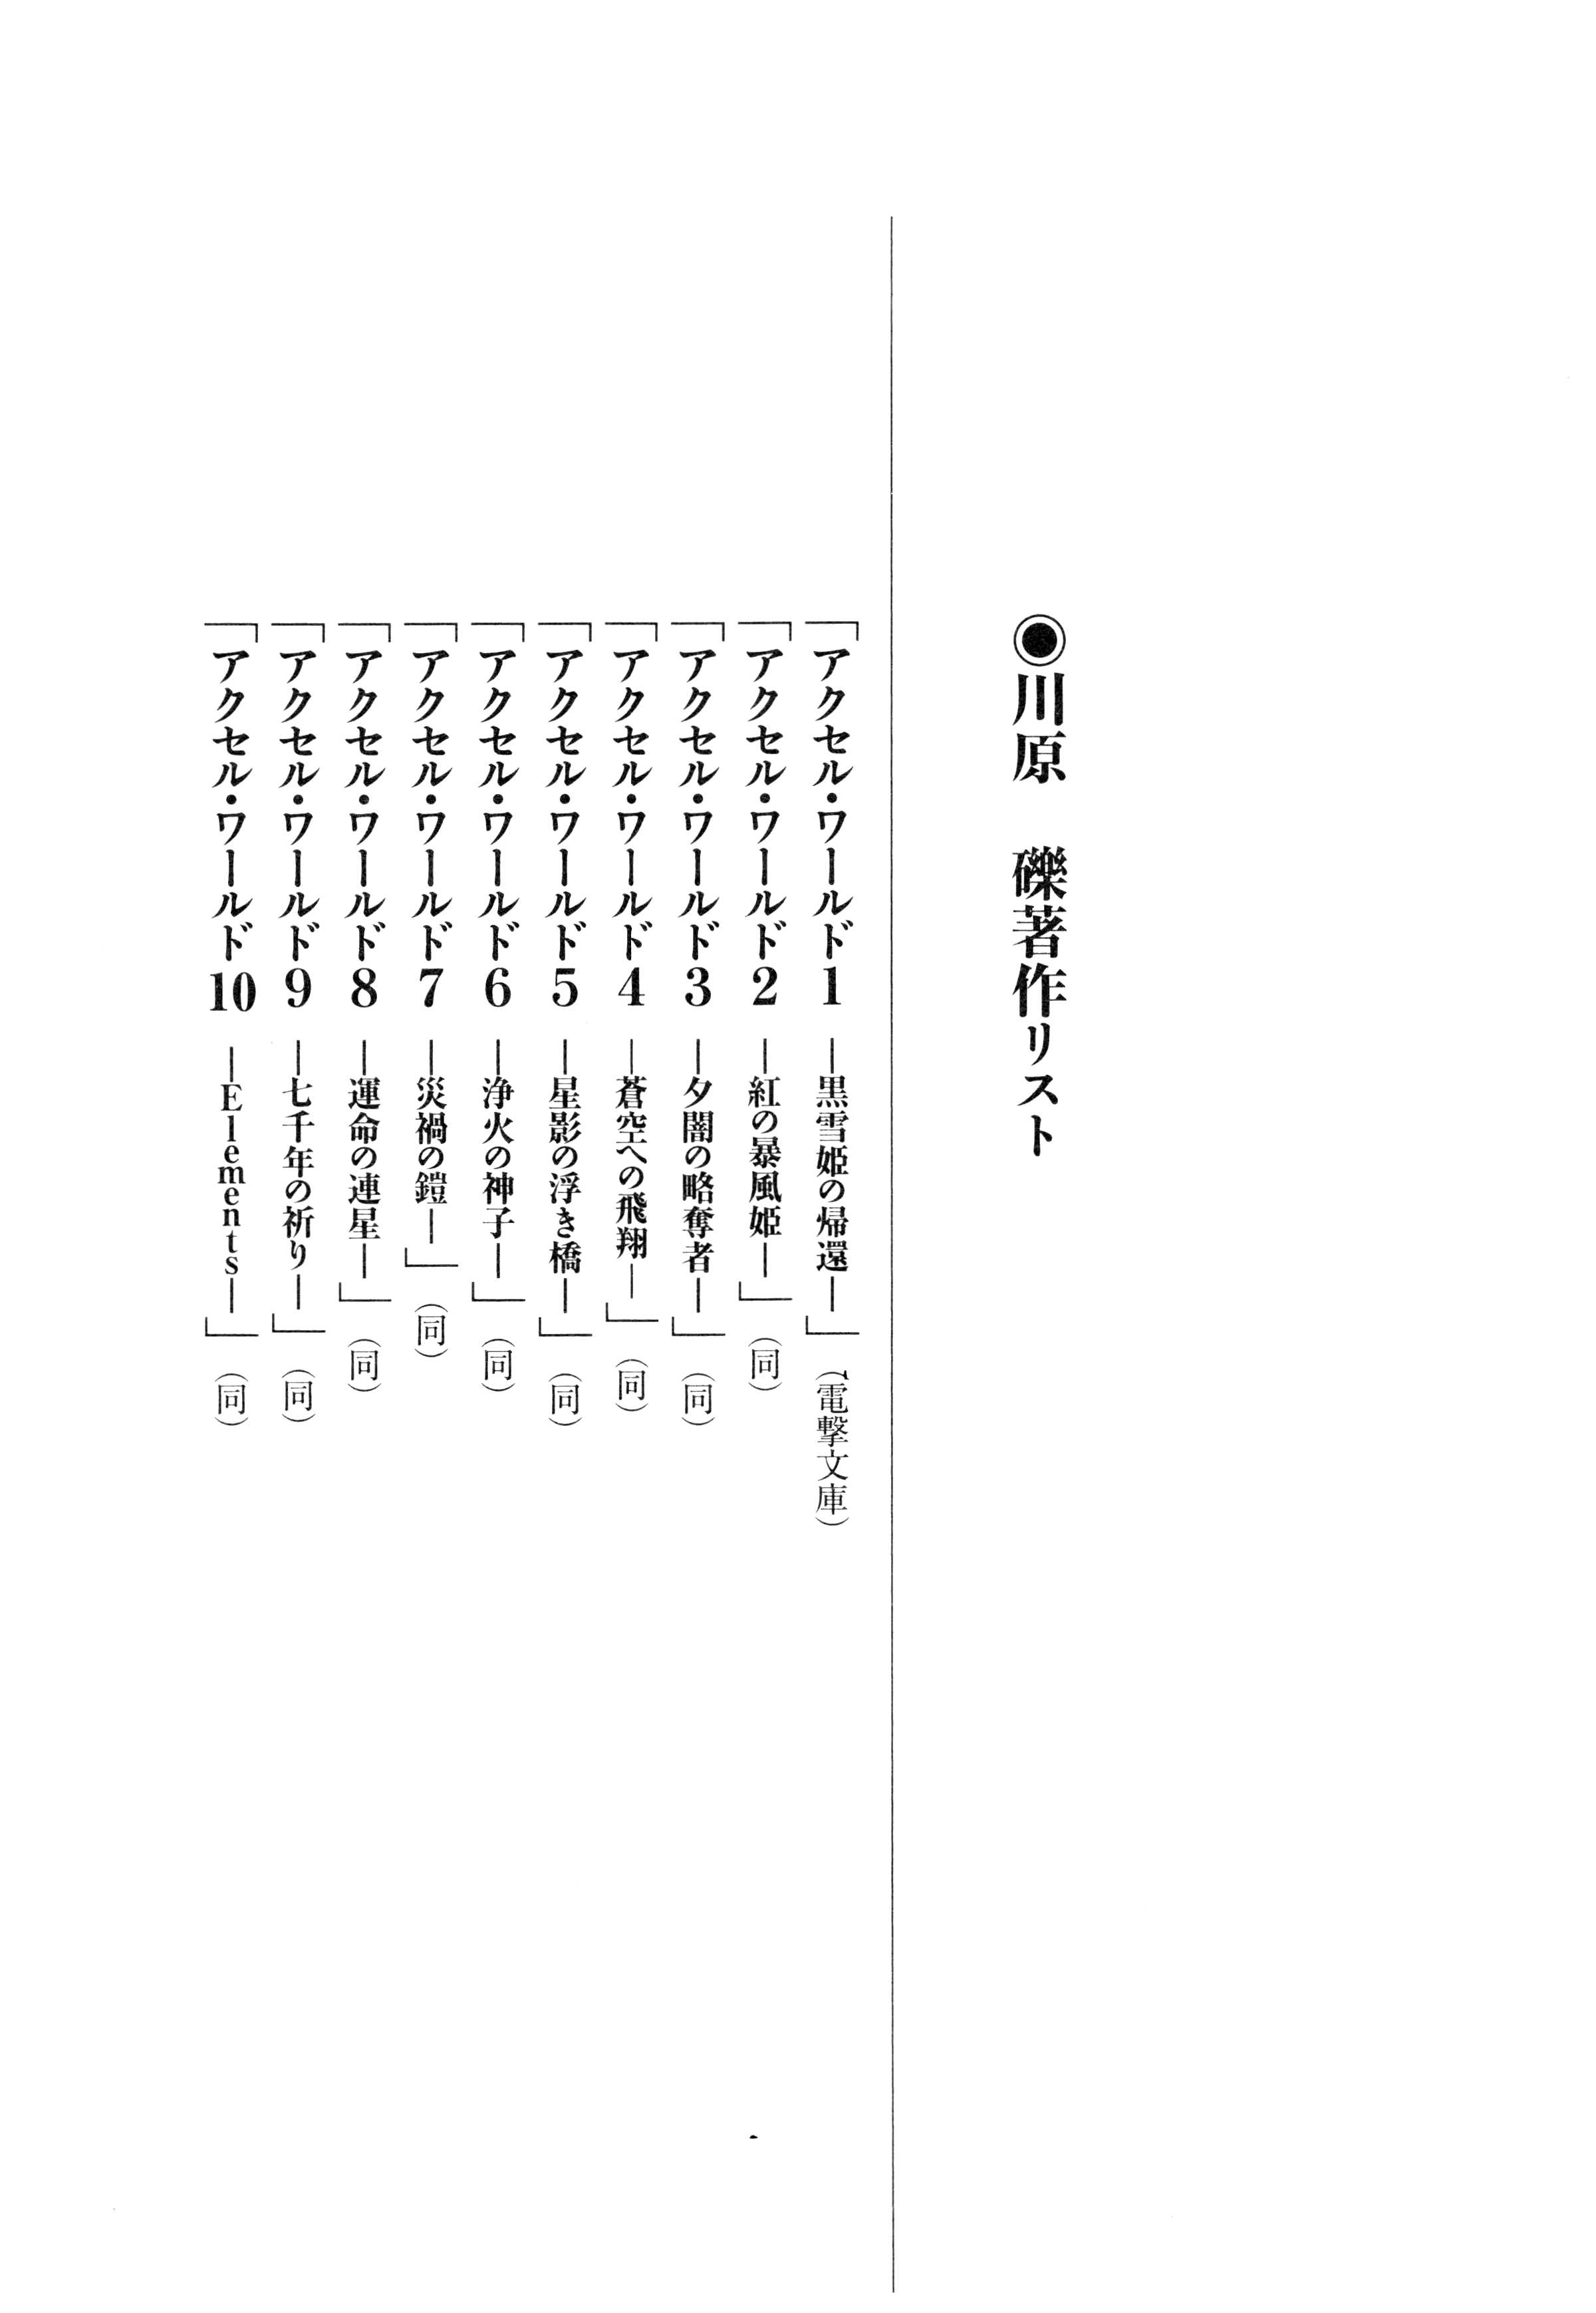 ◉川原　礫著作リスト
「アクセル・ワールド1　―黒雪姫の帰還―」（電撃文庫）
「アクセル・ワールド2　―紅の暴風姫―」（同）
「アクセル・ワールド3　―夕闇の略奪者―」（同）
「アクセル・ワールド4　―蒼空への飛翔―」（同）
「アクセル・ワールド5　―星影の浮き橋―」（同）
「アクセル・ワールド6　―浄火の神子―」（同）
「アクセル・ワールド7　―災禍の鎧―」（同）
「アクセル・ワールド8　―運命の連星―」（同）
「アクセル・ワールド9　―七千年の祈り―」（同）
「アクセル・ワールド10　―Elements―」（同）